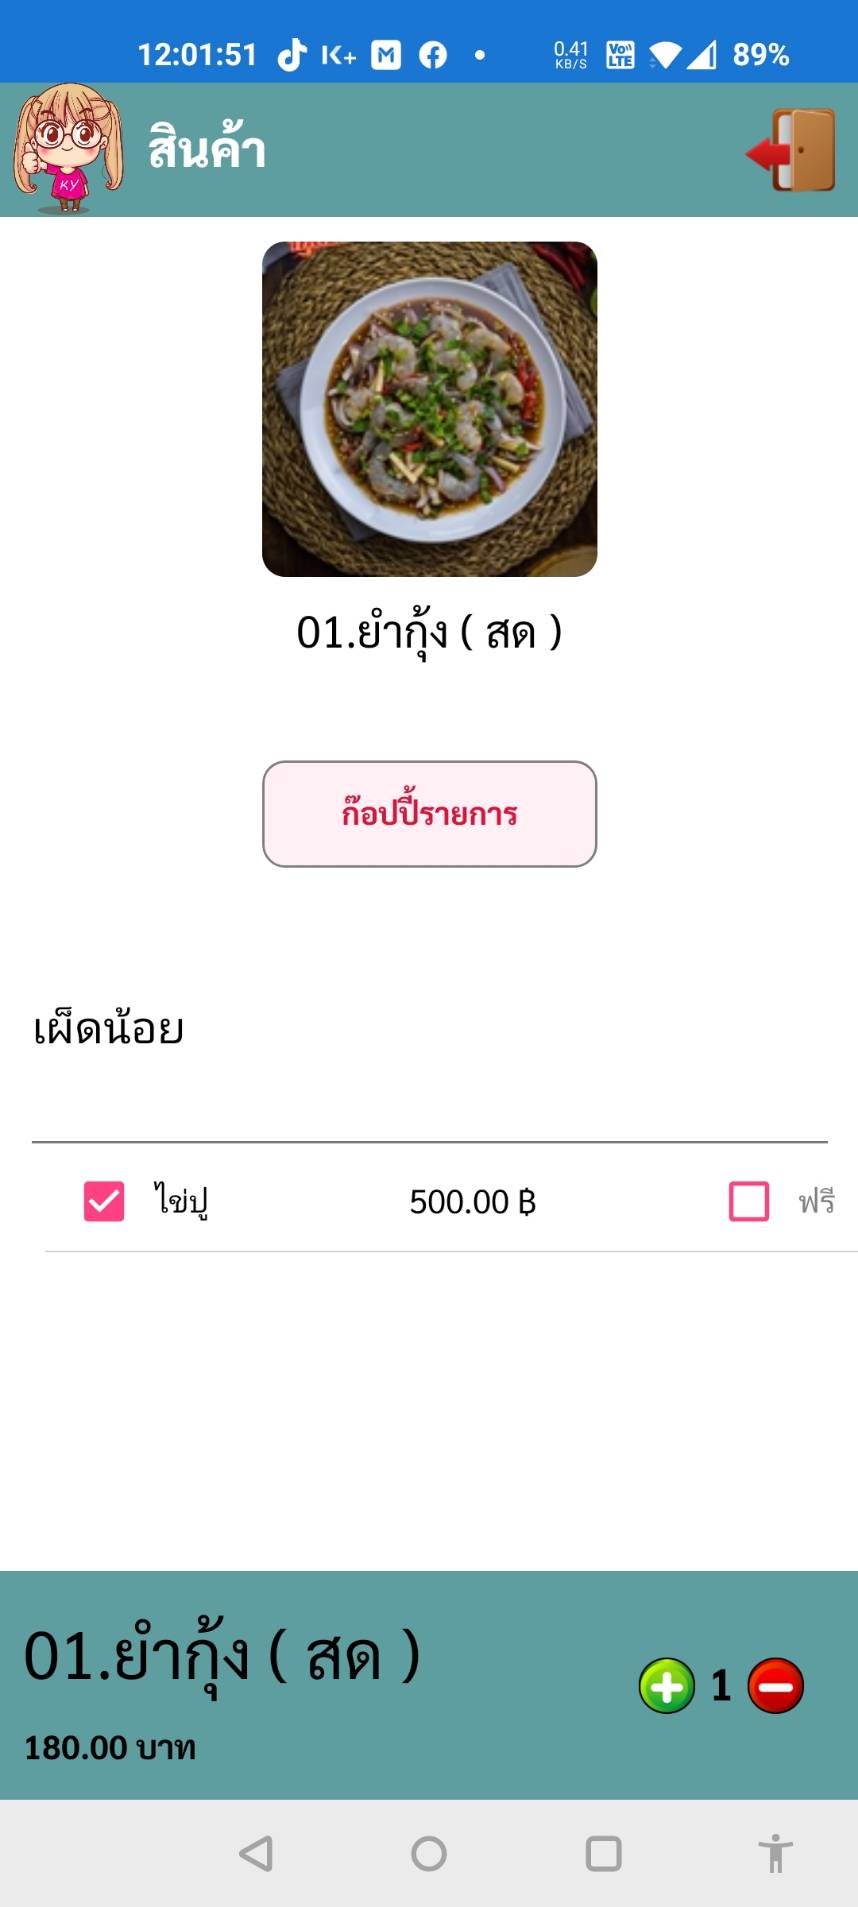 12:01:51 K+ M 0.41 KB/S Vo)) LTE 89%
KY
สินค้า
01.ยำกุ้ง ( สด )
ก๊อปปี้รายการ
เผ็ดน้อย
ไข่ปู 500.00 ฿ ฟรี
01.ยำกุ้ง ( สด )
1
180.00 บาท